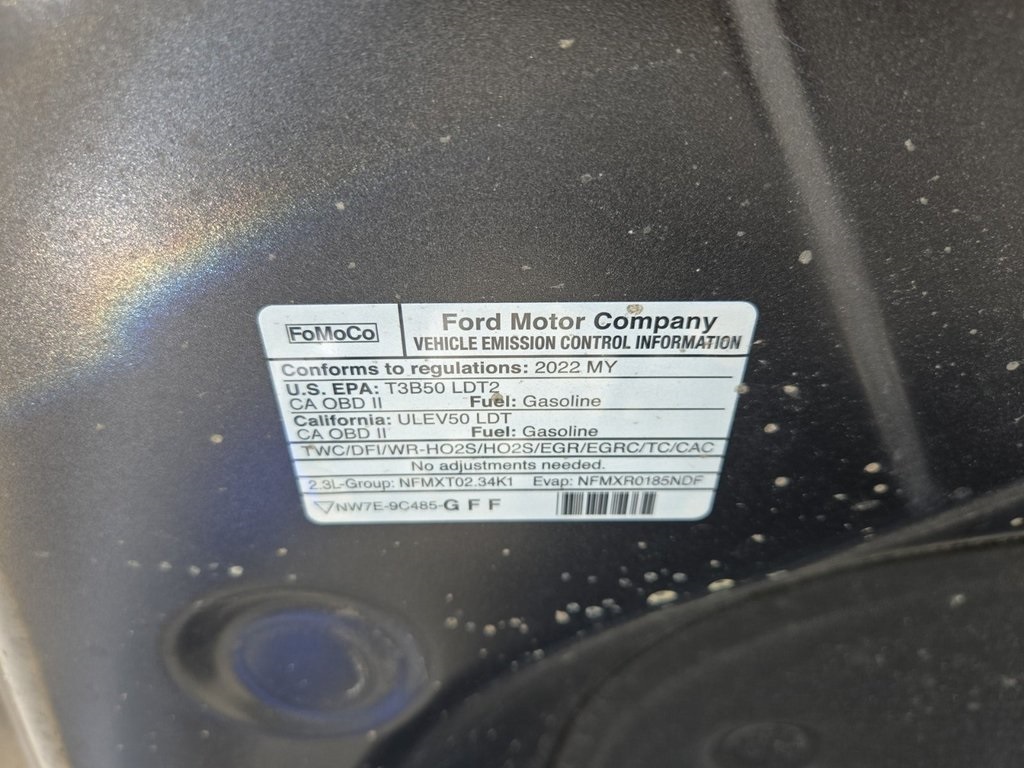 FoMoCo
Ford Motor Company
VEHICLE EMISSION CONTROL INFORMATION
Conforms to regulations: 2022 MY
U.S. EPA: T3B50 LDT2
CA OBD II Fuel: Gasoline
California: ULEV50 LDT
CA OBD II Fuel: Gasoline
TWC/DFI/WR-HO2S/HO2S/EGR/EGRC/TC/CAC
No adjustments needed.
2.3L-Group: NFMXT02.34K1 Evap: NFMXR0185NDF
NW7E-9C485-G F F